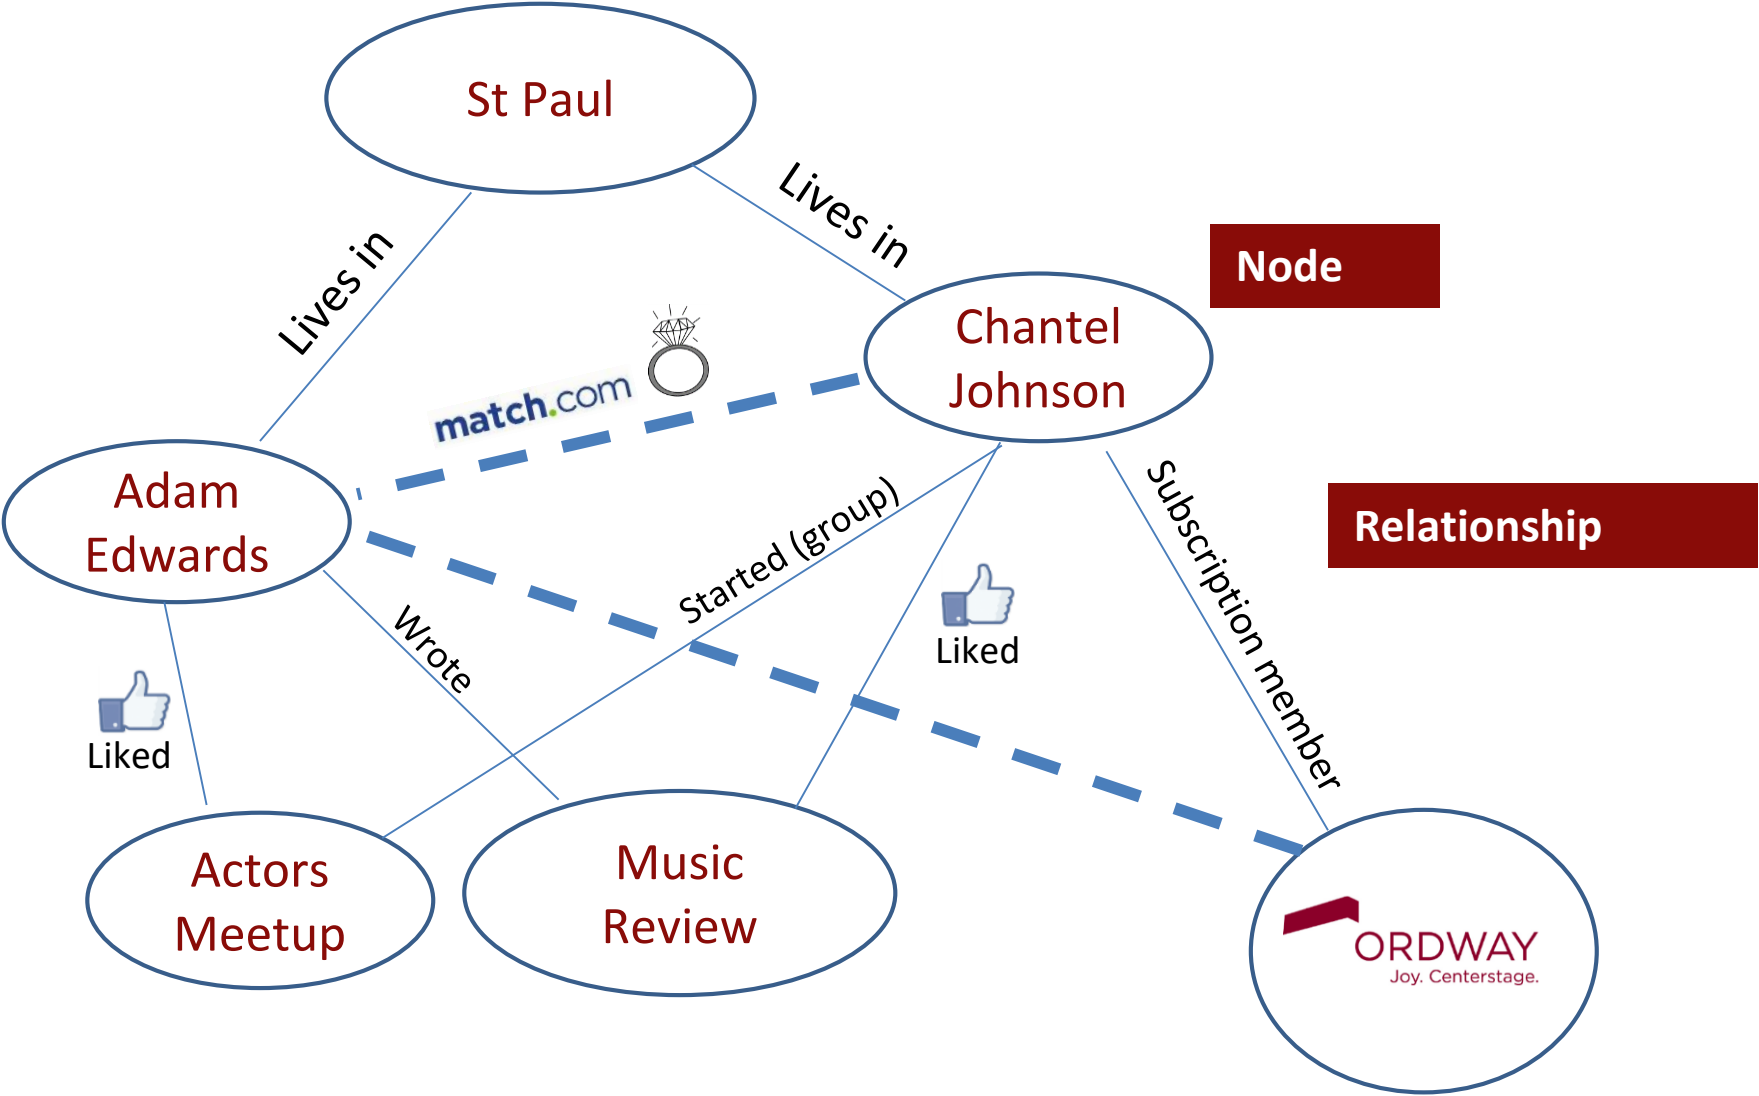 St Paul
Lives in
Lives in
Node
Chantel
Johnson
match.com
Adam
Edwards
Started (group)
Subscription member
Relationship
Wrote
Liked
Liked
Actors
Meetup
Music
Review
ORDWAY
Joy. Centerstage.